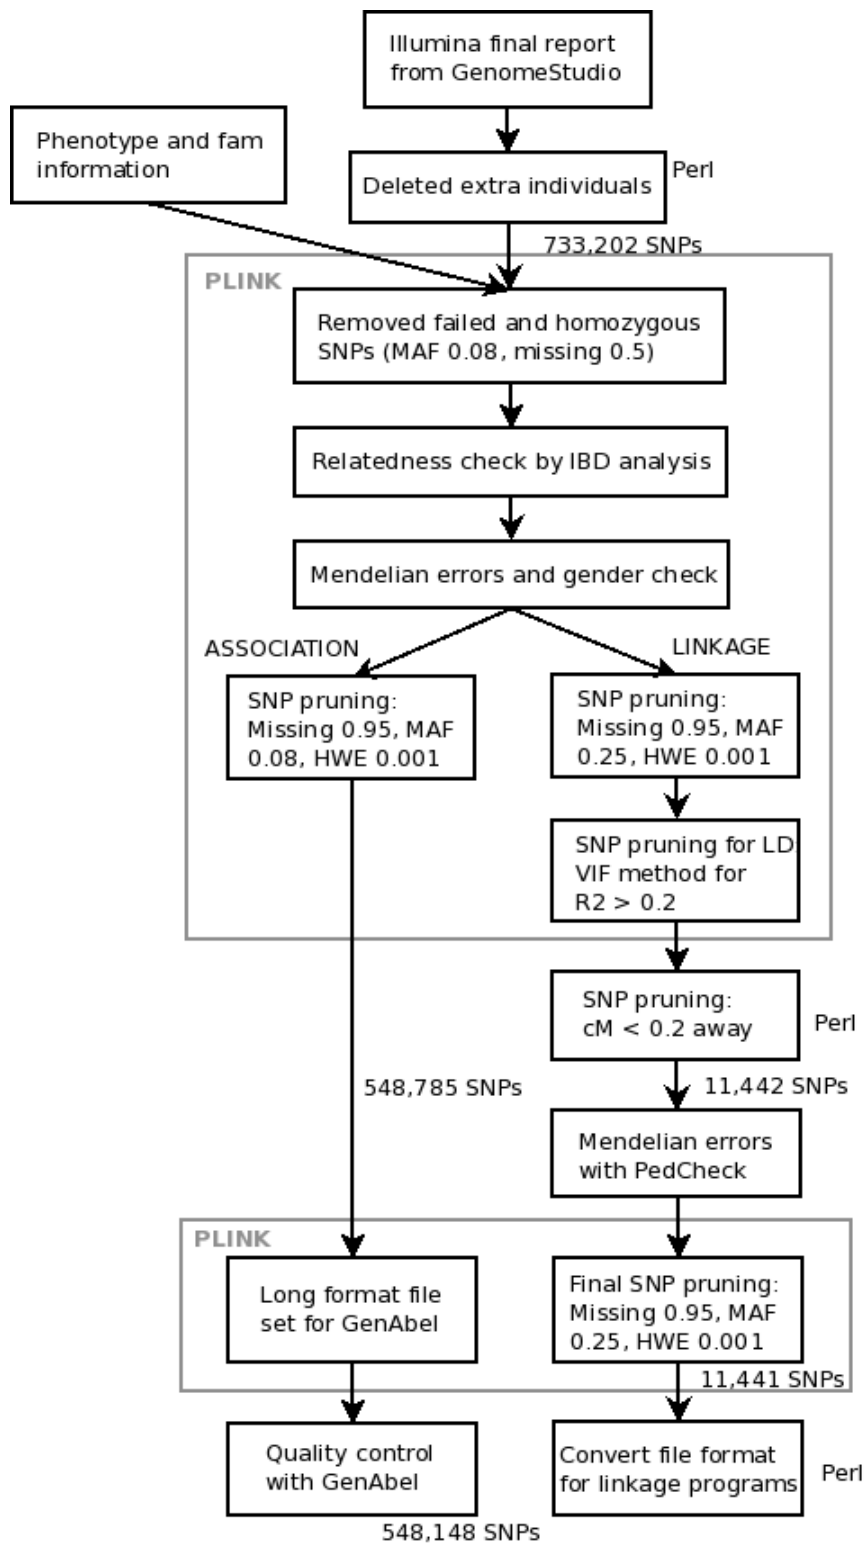 Illumina final report
from GenomeStudio
Phenotype and fam
information
Deleted extra individuals
Perl
733,202 SNPs
PLINK
Removed failed and homozygous
SNPs (MAF 0.08, missing 0.5)
Relatedness check by IBD analysis
Mendelian errors and gender check
ASSOCIATION
LINKAGE
SNP pruning:
Missing 0.95, MAF
0.08, HWE 0.001
SNP pruning:
Missing 0.95, MAF
0.25, HWE 0.001
SNP pruning for LD
VIF method for
R2 > 0.2
SNP pruning:
cM < 0.2 away
Perl
548,785 SNPs
11,442 SNPs
Mendelian errors
with PedCheck
PLINK
Long format file
set for GenAbel
Final SNP pruning:
Missing 0.95, MAF
0.25, HWE 0.001
11,441 SNPs
Quality control
with GenAbel
Convert file format
for linkage programs
Perl
548,148 SNPs